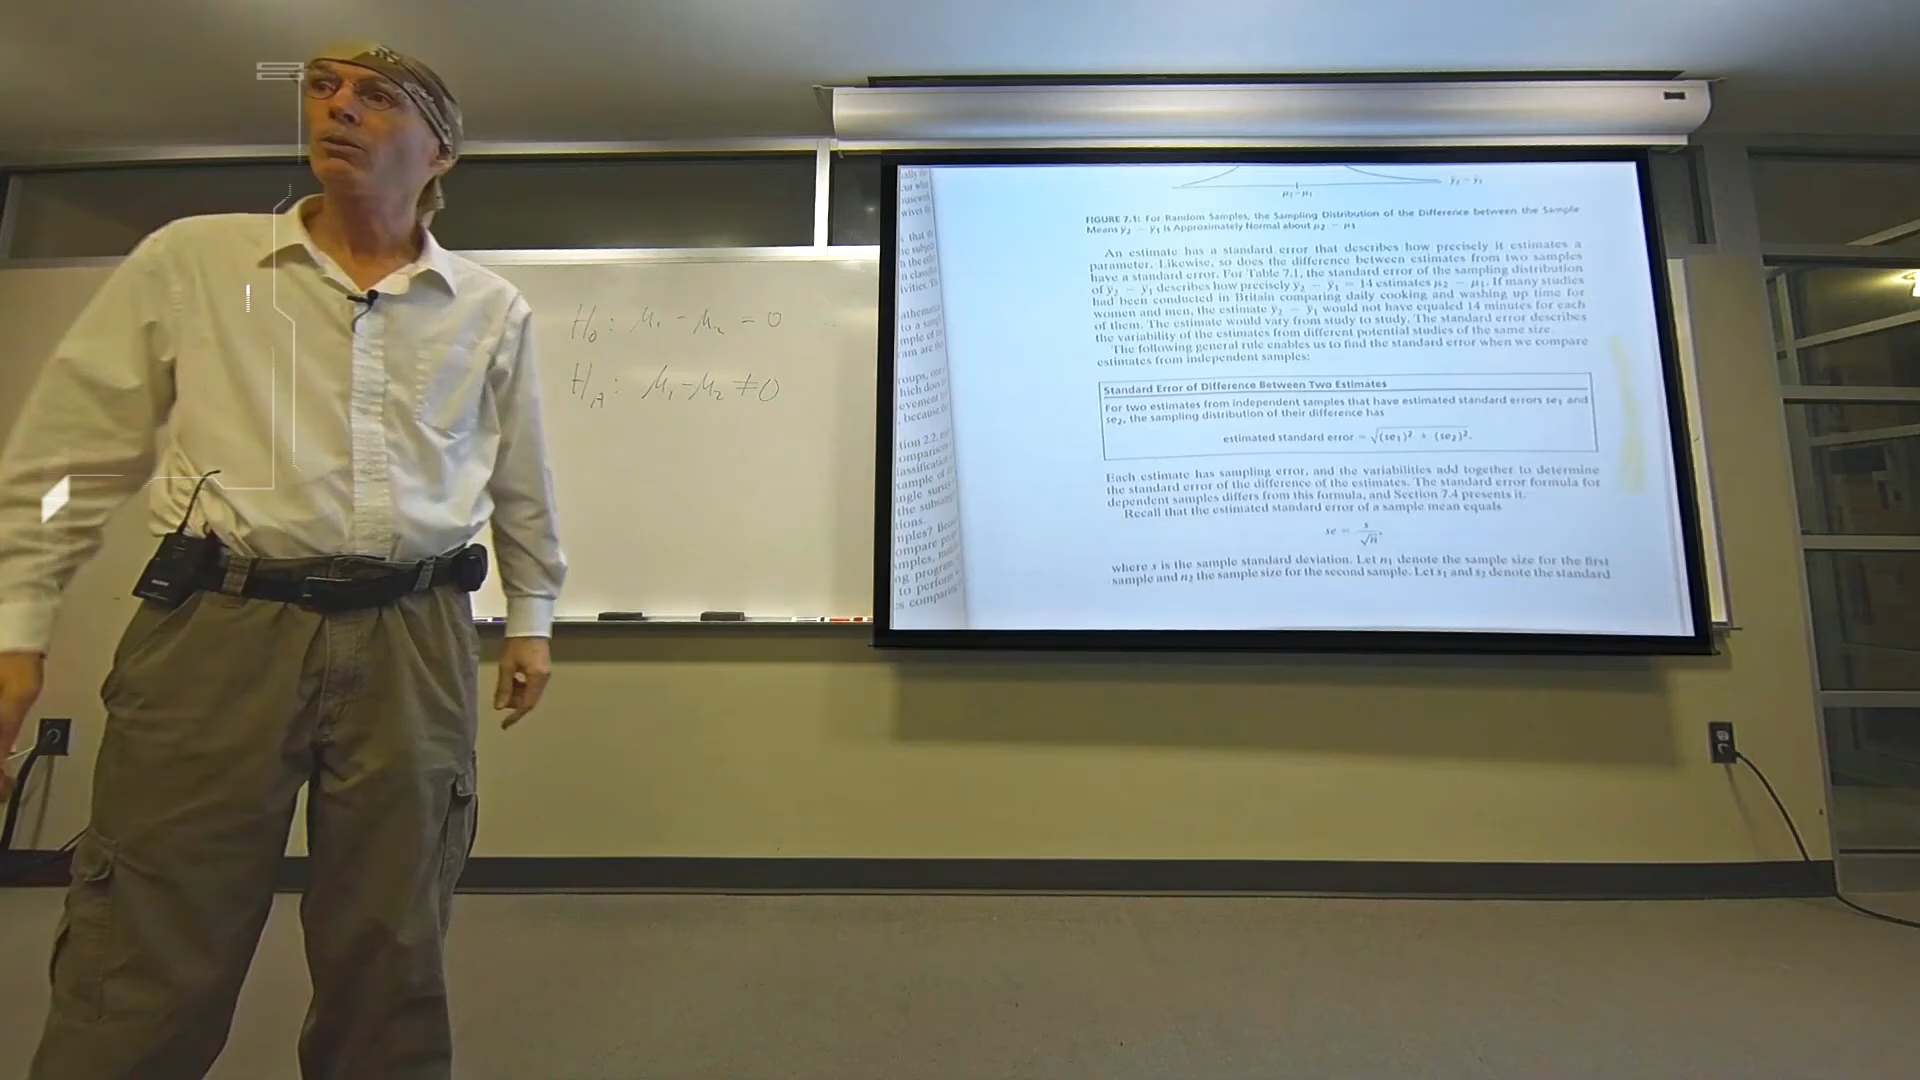 H₀: μ₁ - μ₂ = 0
H_A: μ₁ - μ₂ ≠ 0
ȳ₂ - ȳ₁
μ₂ - μ₁
FIGURE 7.1: For Random Samples, the Sampling Distribution of the Difference between the Sample
Means ȳ₂ - ȳ₁ is Approximately Normal about μ₂ - μ₁
An estimate has a standard error that describes how precisely it estimates a
parameter. Likewise, so does the difference between estimates from two samples
have a standard error. For Table 7.1, the standard error of the sampling distribution
of ȳ₂ - ȳ₁ describes how precisely ȳ₂ - ȳ₁ = 14 estimates μ₂ - μ₁. If many studies
had been conducted in Britain comparing daily cooking and washing up time for
women and men, the estimate ȳ₂ - ȳ₁ would not have equaled 14 minutes for each
of them. The estimate would vary from study to study. The standard error describes
the variability of the estimates from different potential studies of the same size.
The following general rule enables us to find the standard error when we compare
estimates from independent samples:
Standard Error of Difference Between Two Estimates
For two estimates from independent samples that have estimated standard errors se₁ and
se₂, the sampling distribution of their difference has
estimated standard error = √(se₁)² + (se₂)².
Each estimate has sampling error, and the variabilities add together to determine
the standard error of the difference of the estimates. The standard error formula for
dependent samples differs from this formula, and Section 7.4 presents it.
Recall that the estimated standard error of a sample mean equals
se = s/√n,
where s is the sample standard deviation. Let n₁ denote the sample size for the first
sample and n₂ the sample size for the second sample. Let s₁ and s₂ denote the standard